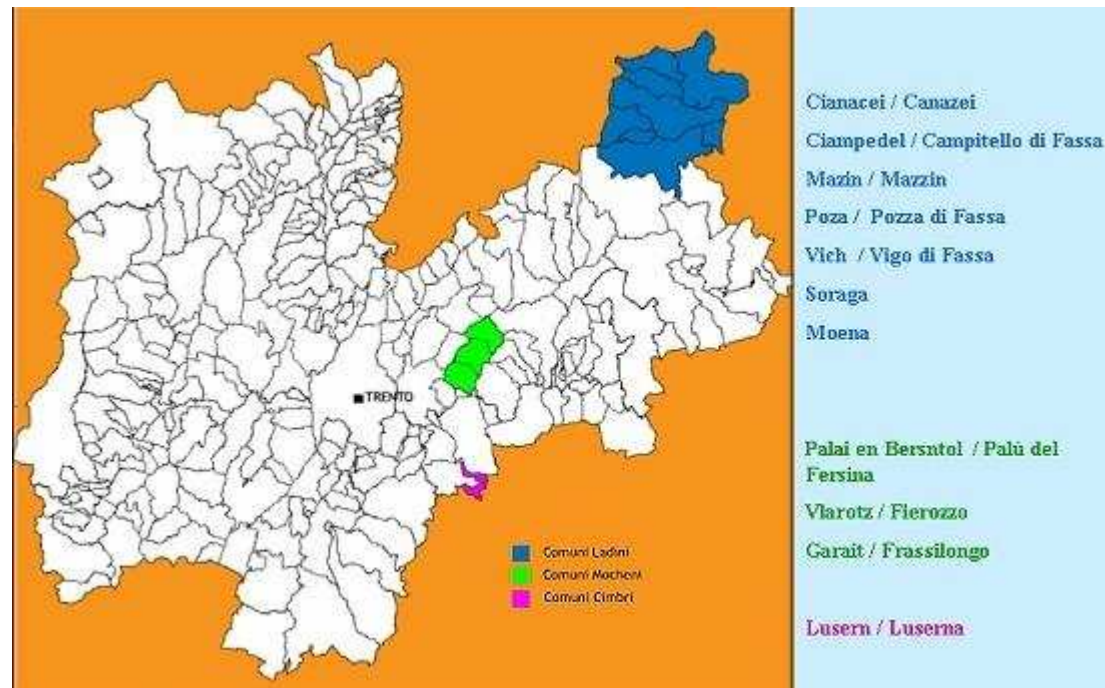 Cianacei / Canazei
Ciampedel / Campitello di Fassa
Mazin / Mazzin
Poza / Pozza di Fassa
Vich / Vigo di Fassa
Soraga
Moena
TRENTO
Palai en Bersntol / Palù del
Fersina
Vlarotz / Fierozzo
Garait / Frassilongo
Comuni Ladini
Comuni Mocheni
Comuni Cimbri
Lusern / Luserna